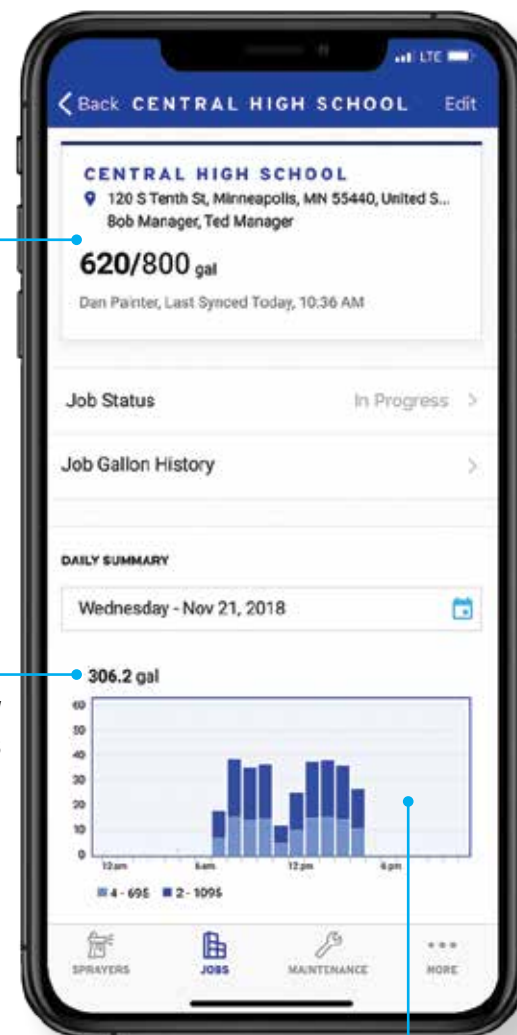 LTE
Back CENTRAL HIGH SCHOOL Edit
CENTRAL HIGH SCHOOL
120 S Tenth St, Minneapolis, MN 55440, United S...
Bob Manager, Ted Manager
620/800 gal
Dan Painter, Last Synced Today, 10:36 AM
Job Status In Progress
Job Gallon History
DAILY SUMMARY
Wednesday - Nov 21, 2018
306.2 gal
60
50
40
30
20
10
0
12am 6am 12pm 6pm
4 - 695 2 - 1095
SPRAYERS JOBS MAINTENANCE MORE